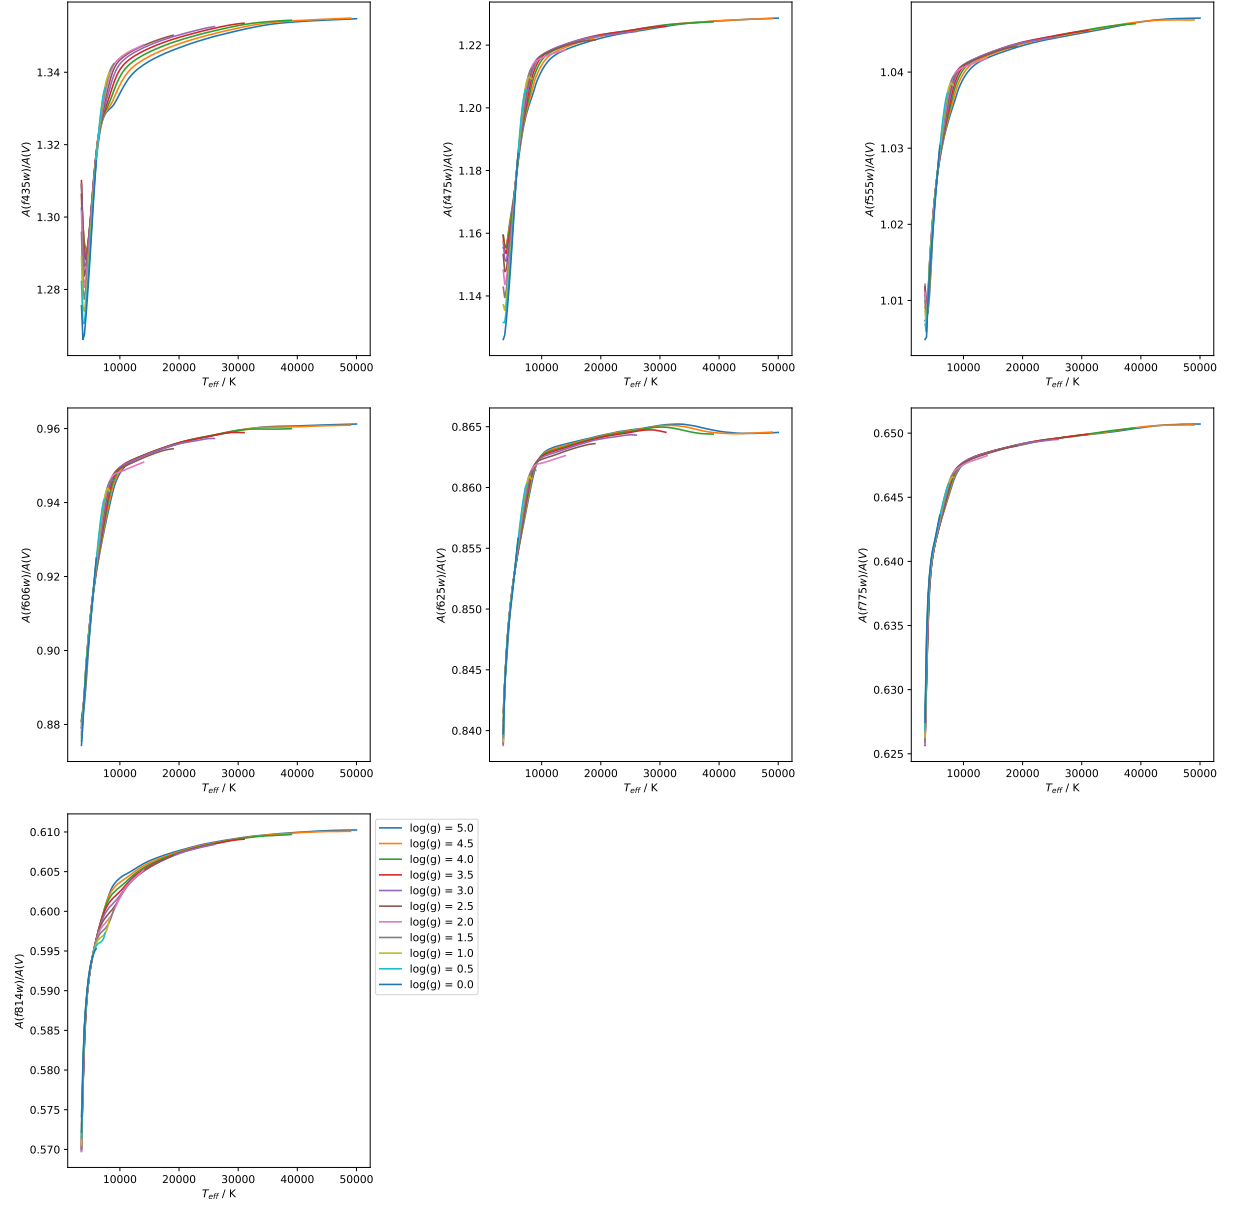 1.34
1.32
1.30
1.28
A(f435w)/A(V)
10000 20000 30000 40000 50000
T_eff / K
1.22
1.20
1.18
1.16
1.14
A(f475w)/A(V)
10000 20000 30000 40000 50000
T_eff / K
1.04
1.03
1.02
1.01
A(f555w)/A(V)
10000 20000 30000 40000 50000
T_eff / K
0.96
0.94
0.92
0.90
0.88
A(f606w)/A(V)
10000 20000 30000 40000 50000
T_eff / K
0.865
0.860
0.855
0.850
0.845
0.840
A(f625w)/A(V)
10000 20000 30000 40000 50000
T_eff / K
0.650
0.645
0.640
0.635
0.630
0.625
A(f775w)/A(V)
10000 20000 30000 40000 50000
T_eff / K
0.610
0.605
0.600
0.595
0.590
0.585
0.580
0.575
0.570
A(f814w)/A(V)
10000 20000 30000 40000 50000
T_eff / K
log(g) = 5.0
log(g) = 4.5
log(g) = 4.0
log(g) = 3.5
log(g) = 3.0
log(g) = 2.5
log(g) = 2.0
log(g) = 1.5
log(g) = 1.0
log(g) = 0.5
log(g) = 0.0